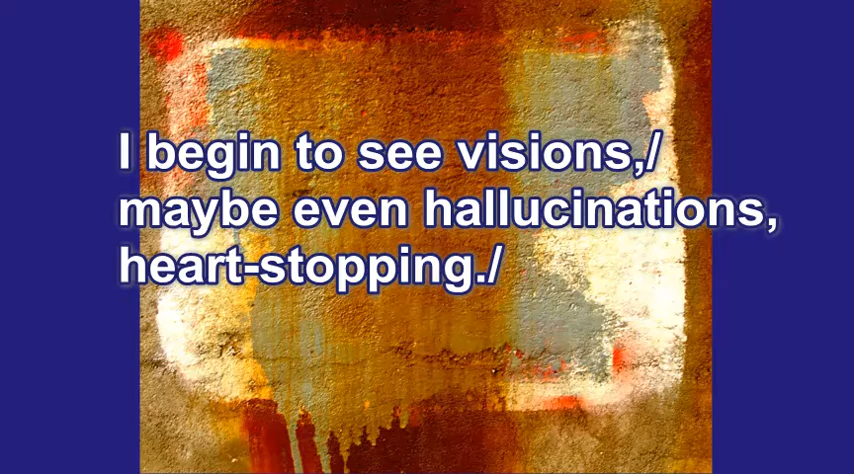 I begin to see visions,/
maybe even hallucinations,
heart-stopping./